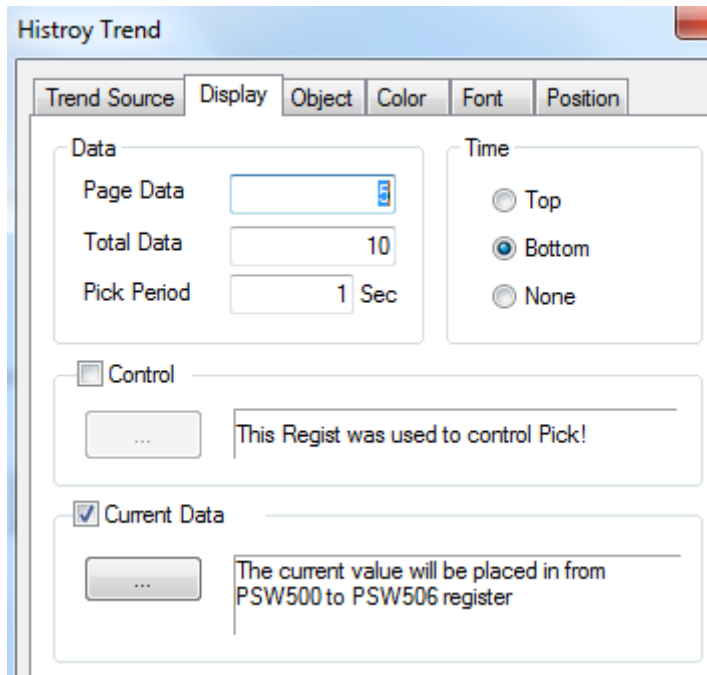 Histroy Trend
Trend Source Display Object Color Font Position
Data
Page Data 5
Total Data 10
Pick Period 1 Sec
Time
Top
Bottom
None
Control
... This Regist was used to control Pick!
Current Data
... The current value will be placed in from
PSW500 to PSW506 register